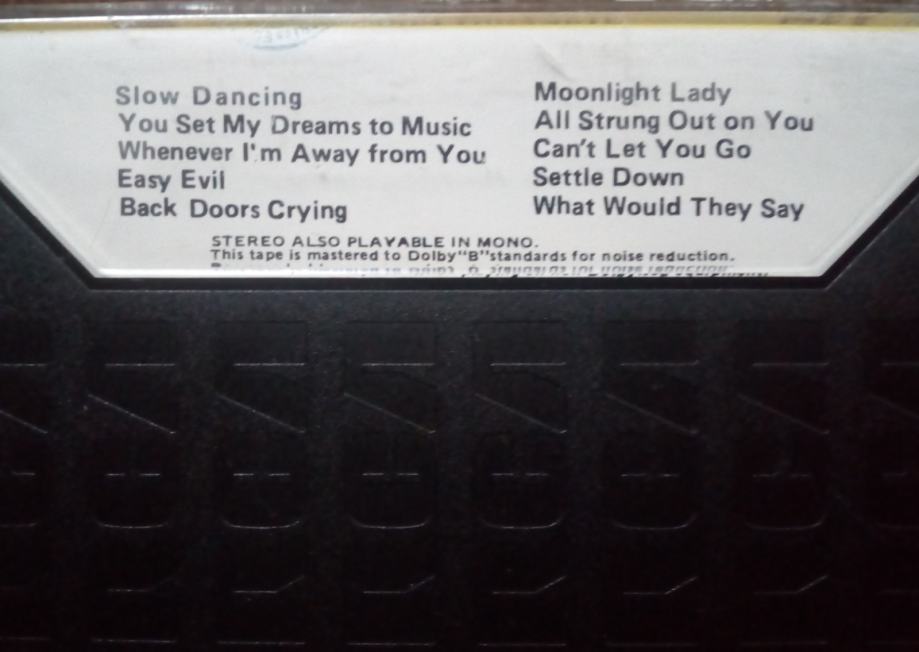 Slow Dancing
You Set My Dreams to Music
Whenever I'm Away from You
Easy Evil
Back Doors Crying
Moonlight Lady
All Strung Out on You
Can't Let You Go
Settle Down
What Would They Say
STEREO ALSO PLAYABLE IN MONO.
This tape is mastered to Dolby"B"standards for noise reduction.